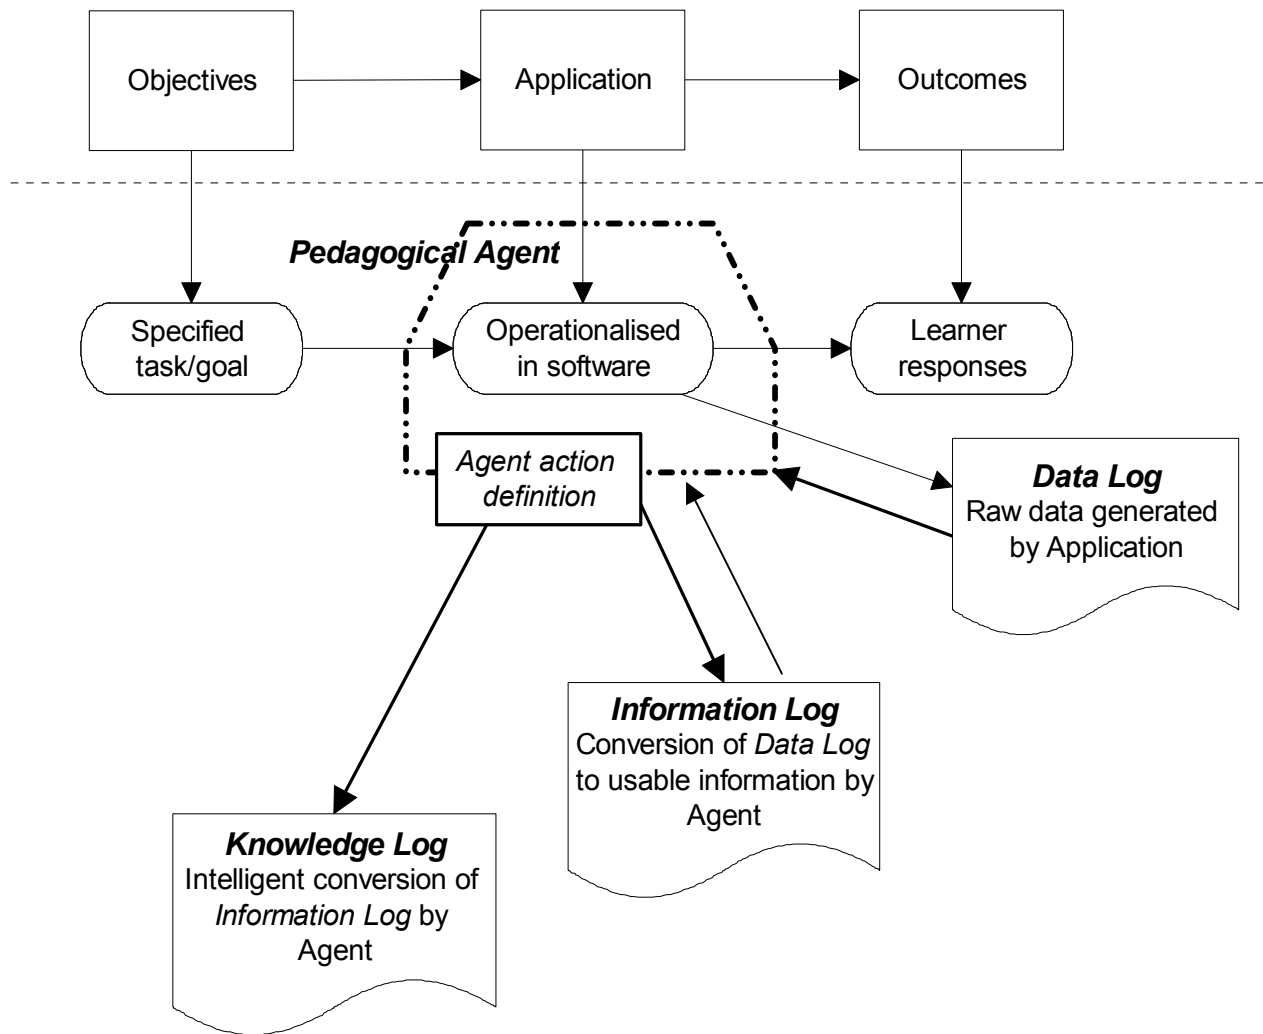 Objectives
Application
Outcomes
Pedagogical Agent
Specified
task/goal
Operationalised
in software
Learner
responses
Agent action
definition
Data Log
Raw data generated
by Application
Information Log
Conversion of Data Log
to usable information by
Agent
Knowledge Log
Intelligent conversion of
Information Log by
Agent